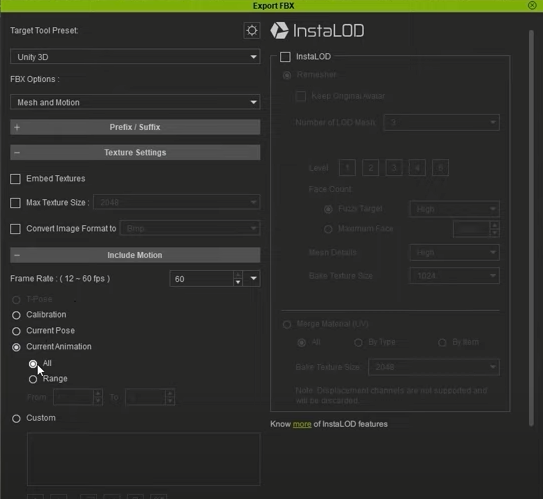 Export FBX
Target Tool Preset:
Unity 3D
FBX Options :
Mesh and Motion
+ Prefix / Suffix
− Texture Settings
Embed Textures
Max Texture Size : 2048
Convert Image Format to Bmp
− Include Motion
Frame Rate : ( 12 ~ 60 fps ) 60
T-Pose
Calibration
Current Pose
Current Animation
All
Range
From To
Custom
InstaLOD
InstaLOD
Remesher
Keep Original Avatar
Number of LOD Mesh: 3
Level 1 2 3 4 5
Face Count
Fuzzy Target High
Maximum Face
Mesh Details High
Bake Texture Size 1024
Merge Material (UV)
All By Type By Mesh
Bake Texture Size: 2048
Note: Displacement channels are not supported and
will be discarded.
Know more of InstaLOD features